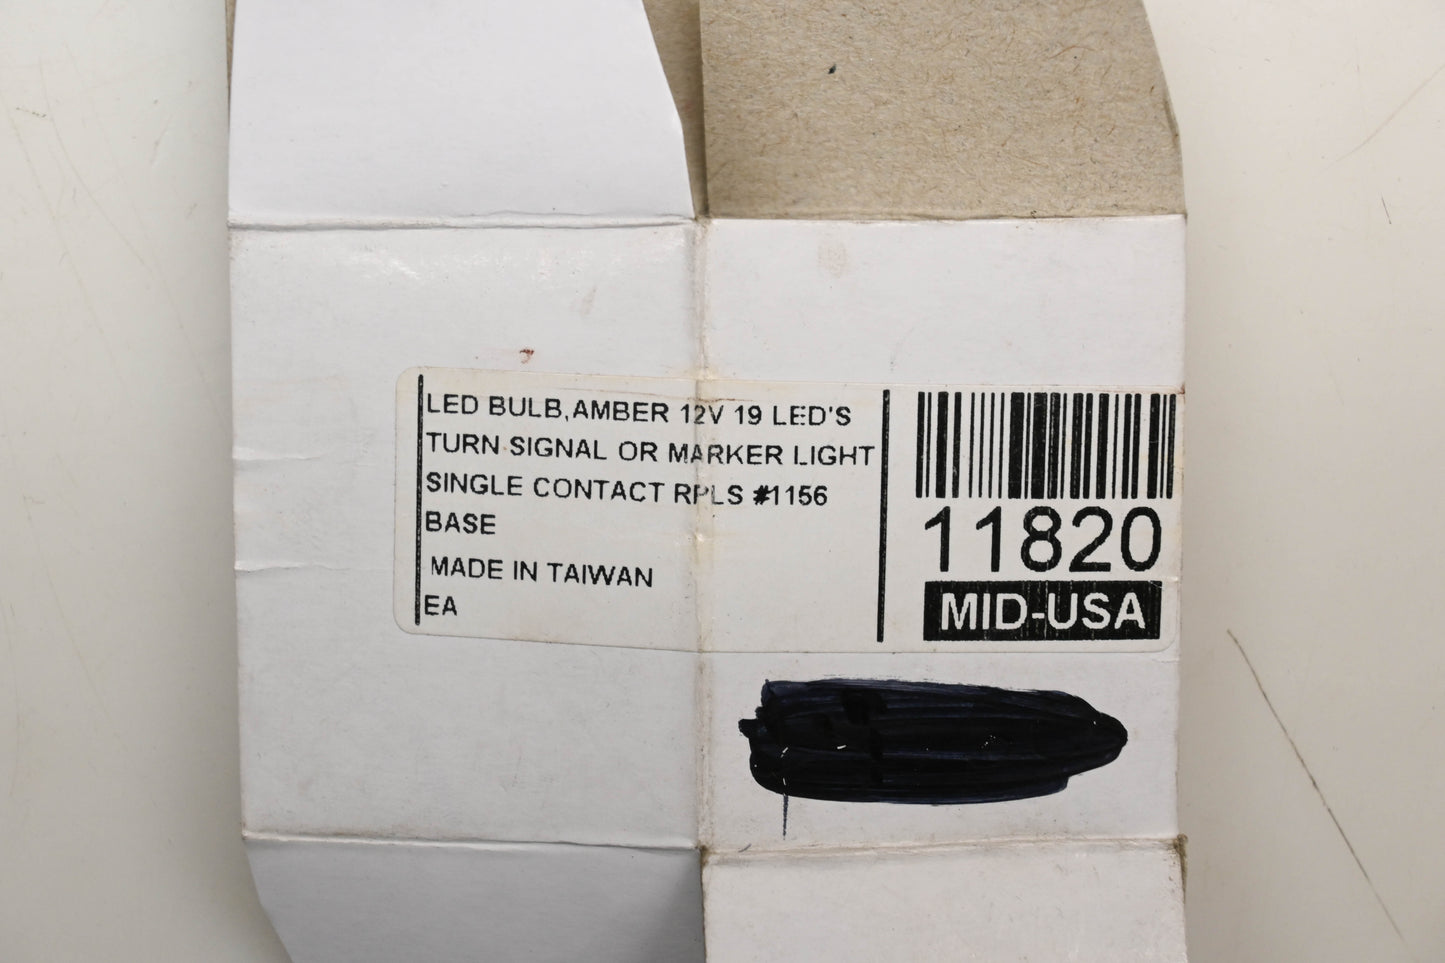 LED BULB,AMBER 12V 19 LED'S
TURN SIGNAL OR MARKER LIGHT
SINGLE CONTACT RPLS #1156
BASE
MADE IN TAIWAN
EA
11820
MID-USA